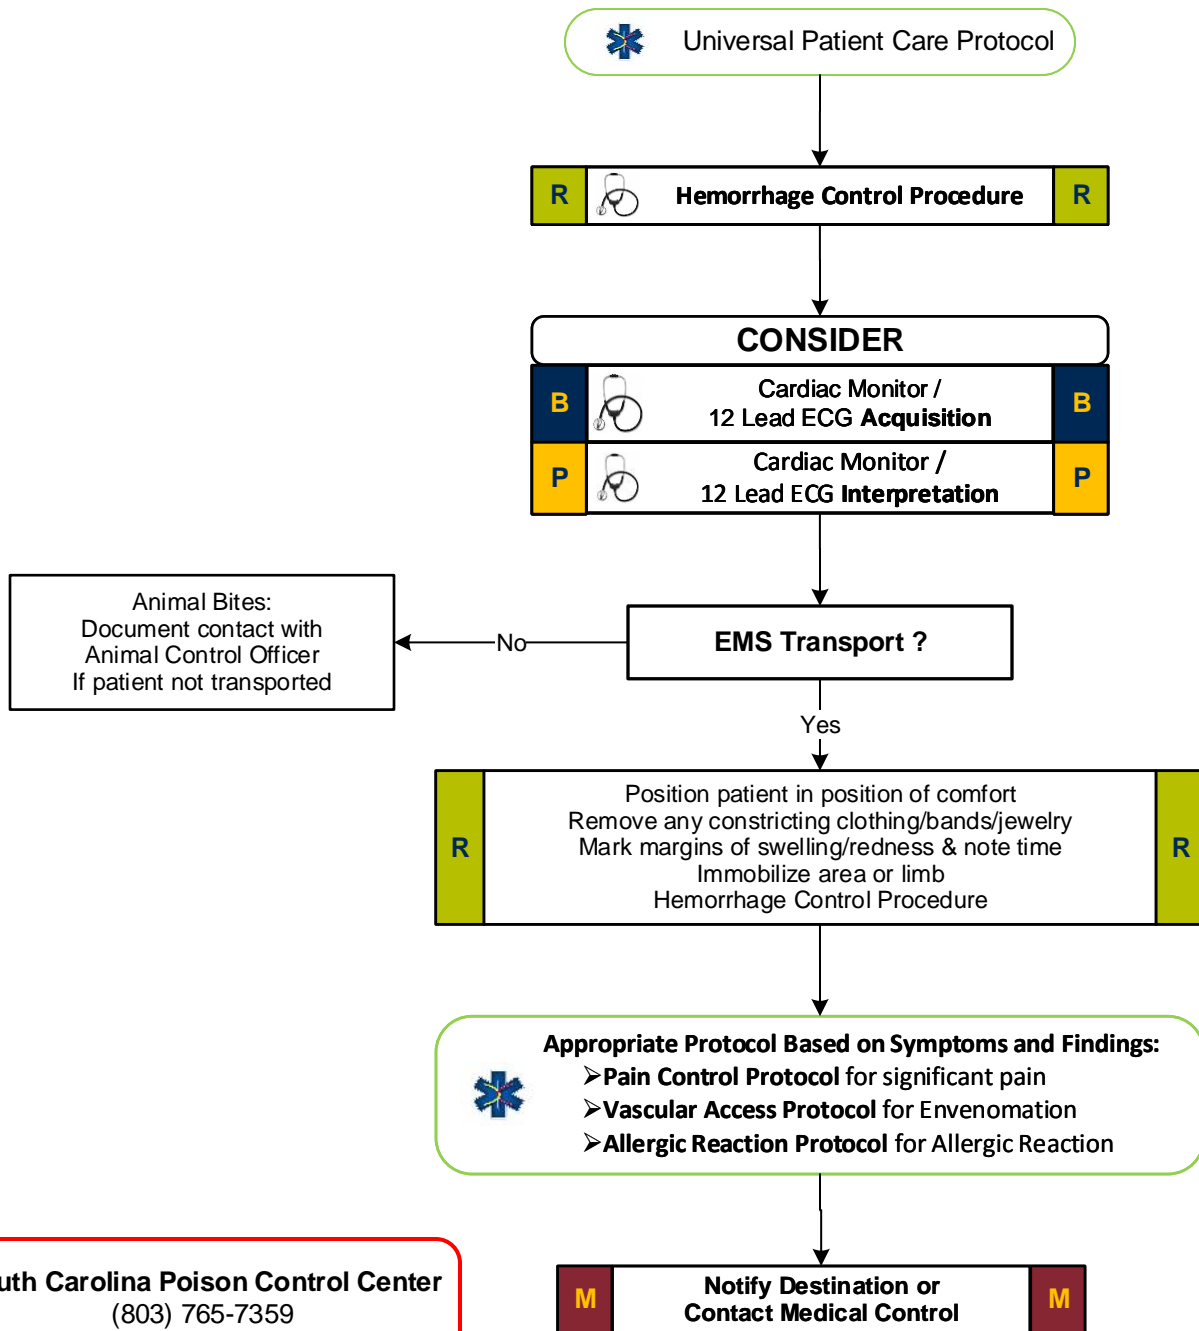 Universal Patient Care Protocol
R Hemorrhage Control Procedure R
CONSIDER
B Cardiac Monitor / B
12 Lead ECG Acquisition
P Cardiac Monitor / P
12 Lead ECG Interpretation
Animal Bites:
Document contact with
Animal Control Officer
If patient not transported
No
EMS Transport ?
Yes
R R
Position patient in position of comfort
Remove any constricting clothing/bands/jewelry
Mark margins of swelling/redness & note time
Immobilize area or limb
Hemorrhage Control Procedure
Appropriate Protocol Based on Symptoms and Findings:
➢Pain Control Protocol for significant pain
➢Vascular Access Protocol for Envenomation
➢Allergic Reaction Protocol for Allergic Reaction
uth Carolina Poison Control Center
(803) 765-7359
M Notify Destination or M
Contact Medical Control